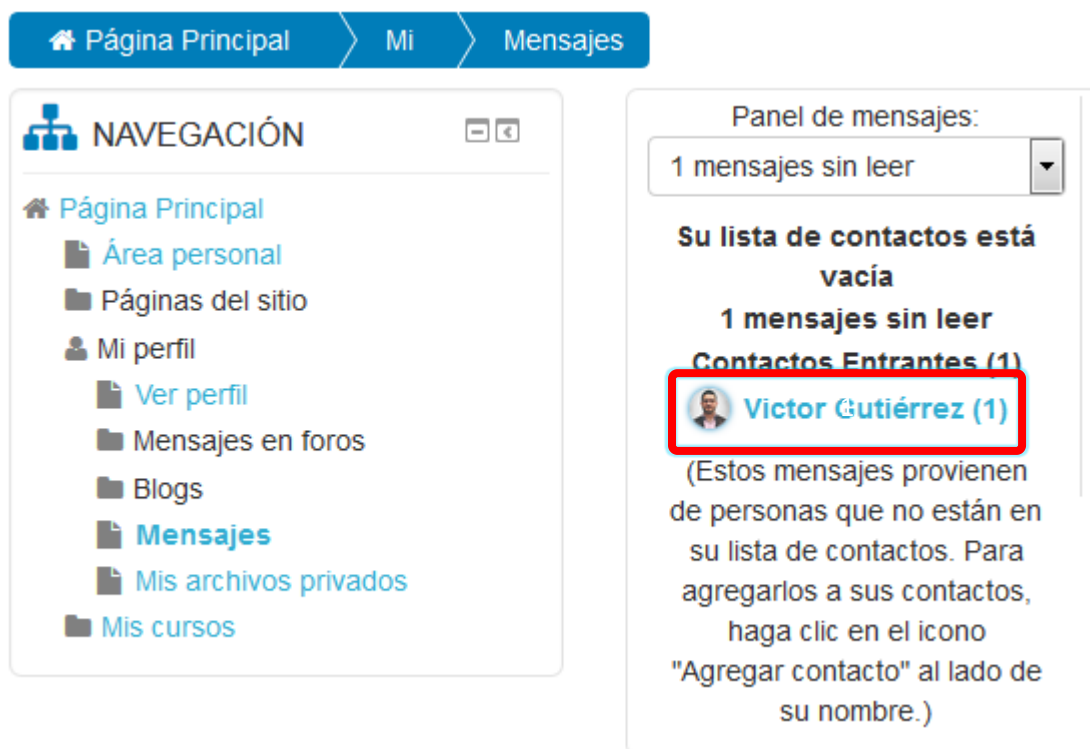 Página Principal
Mi
Mensajes
NAVEGACIÓN
Página Principal
Área personal
Páginas del sitio
Mi perfil
Ver perfil
Mensajes en foros
Blogs
Mensajes
Mis archivos privados
Mis cursos
Panel de mensajes:
1 mensajes sin leer
Su lista de contactos está
vacía
1 mensajes sin leer
Contactos Entrantes (1)
Victor Gutiérrez (1)
(Estos mensajes provienen
de personas que no están en
su lista de contactos. Para
agregarlos a sus contactos,
haga clic en el icono
"Agregar contacto" al lado de
su nombre.)